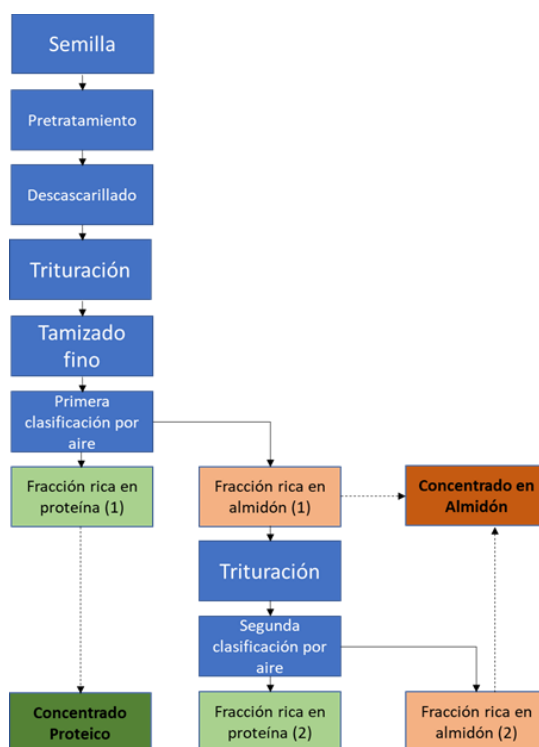 Semilla
Pretratamiento
Descascarillado
Trituración
Tamizado
fino
Primera
clasificación por
aire
Fracción rica en
proteína (1)
Fracción rica en
almidón (1)
Concentrado en
Almidón
Trituración
Segunda
clasificación por
aire
Concentrado
Proteico
Fracción rica en
proteína (2)
Fracción rica en
almidón (2)